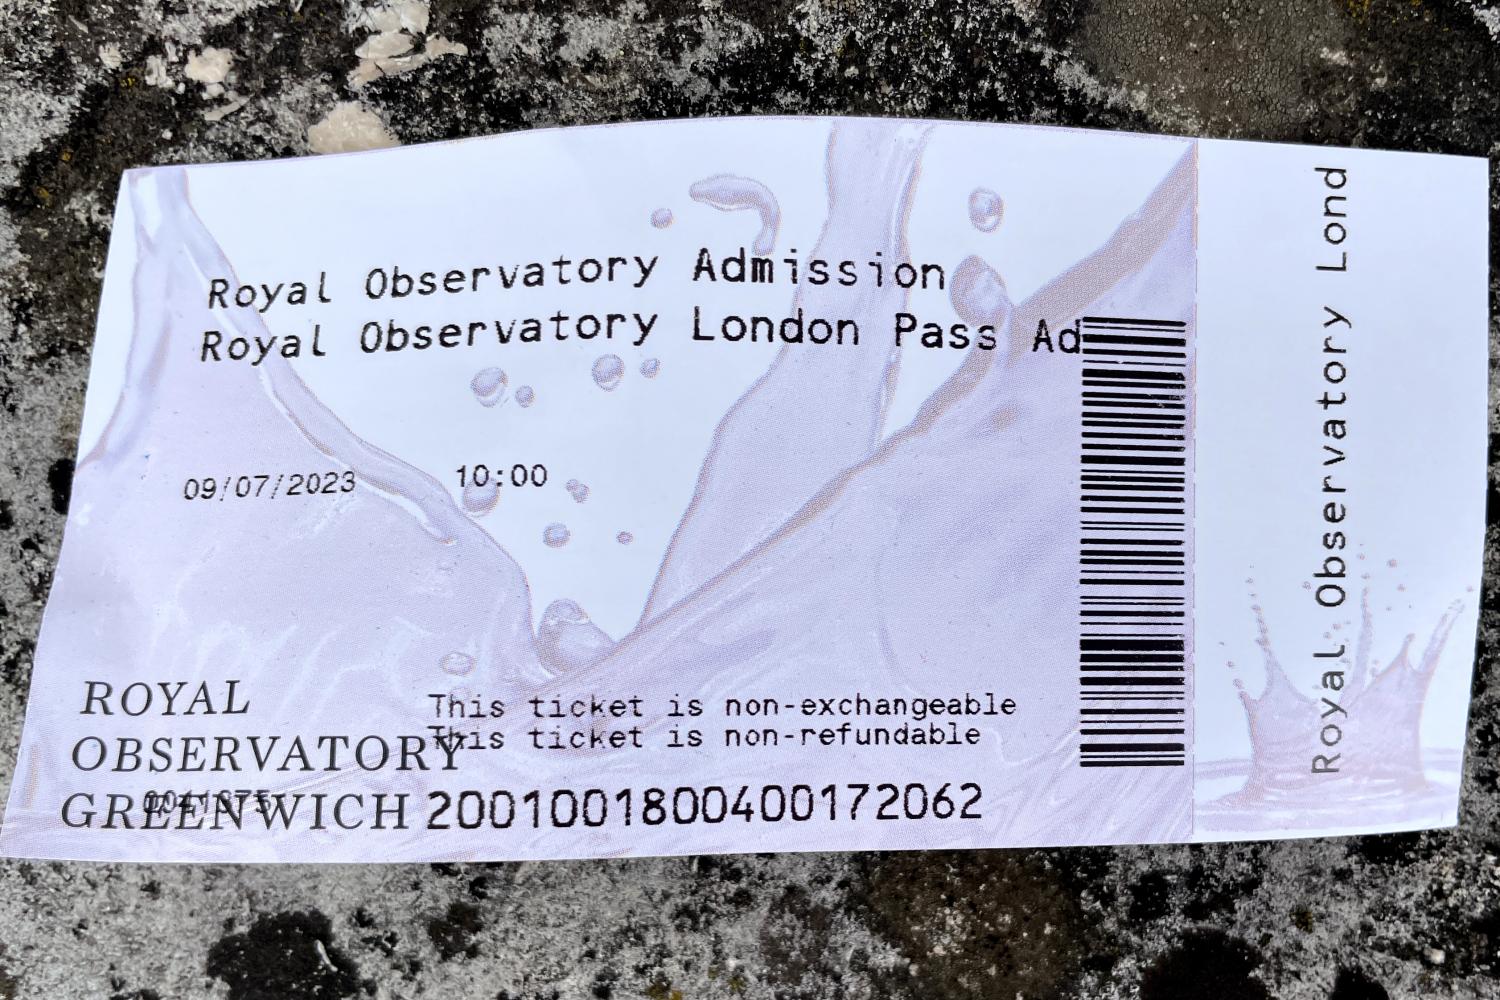 Royal Observatory Admission
Royal Observatory London Pass Ad
09/07/2023 10:00
This ticket is non-exchangeable
This ticket is non-refundable
ROYAL
OBSERVATORY
GREENWICH
2001001800400172062
Royal Observatory Lond